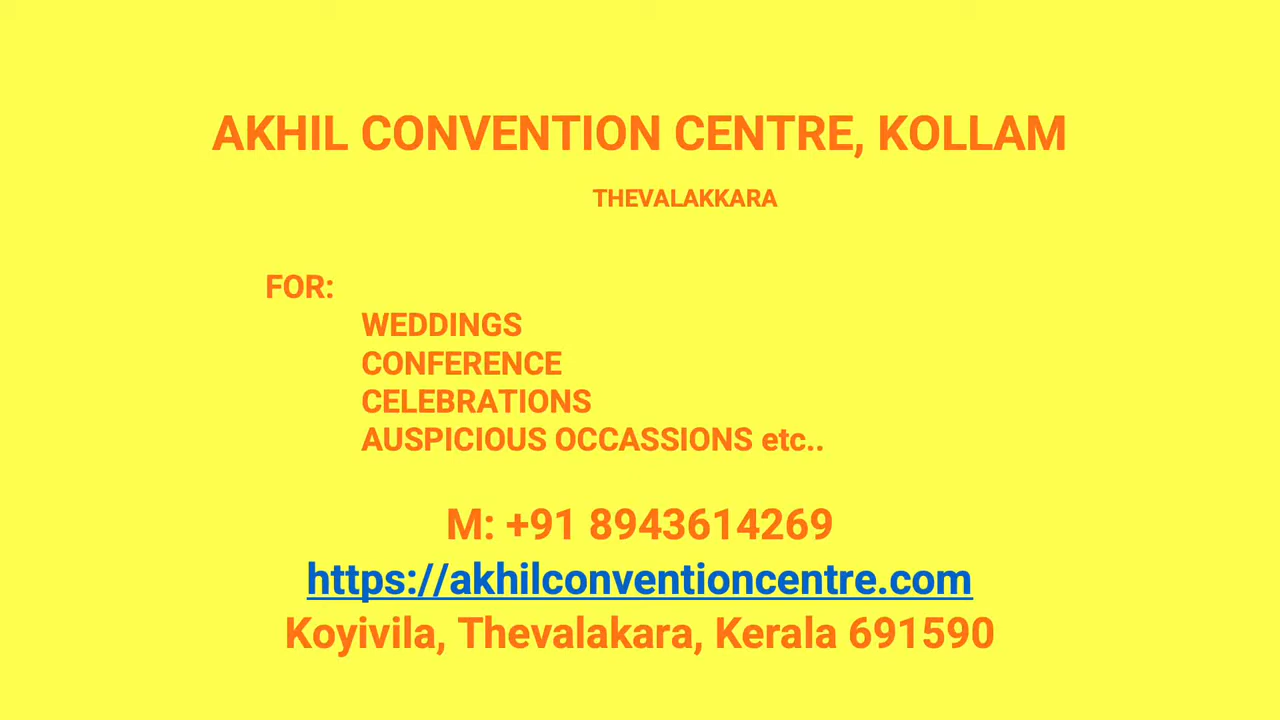 AKHIL CONVENTION CENTRE, KOLLAM
THEVALAKKARA
FOR:
WEDDINGS
CONFERENCE
CELEBRATIONS
AUSPICIOUS OCCASSIONS etc..
M: +91 8943614269
https://akhilconventioncentre.com
Koyivila, Thevalakara, Kerala 691590